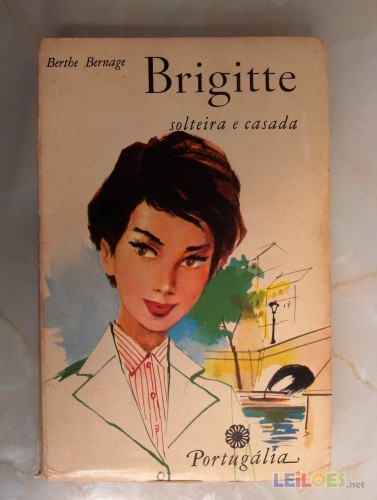 Berthe Bernage
Brigitte
solteira e casada
Portugália
LEiLOES.net